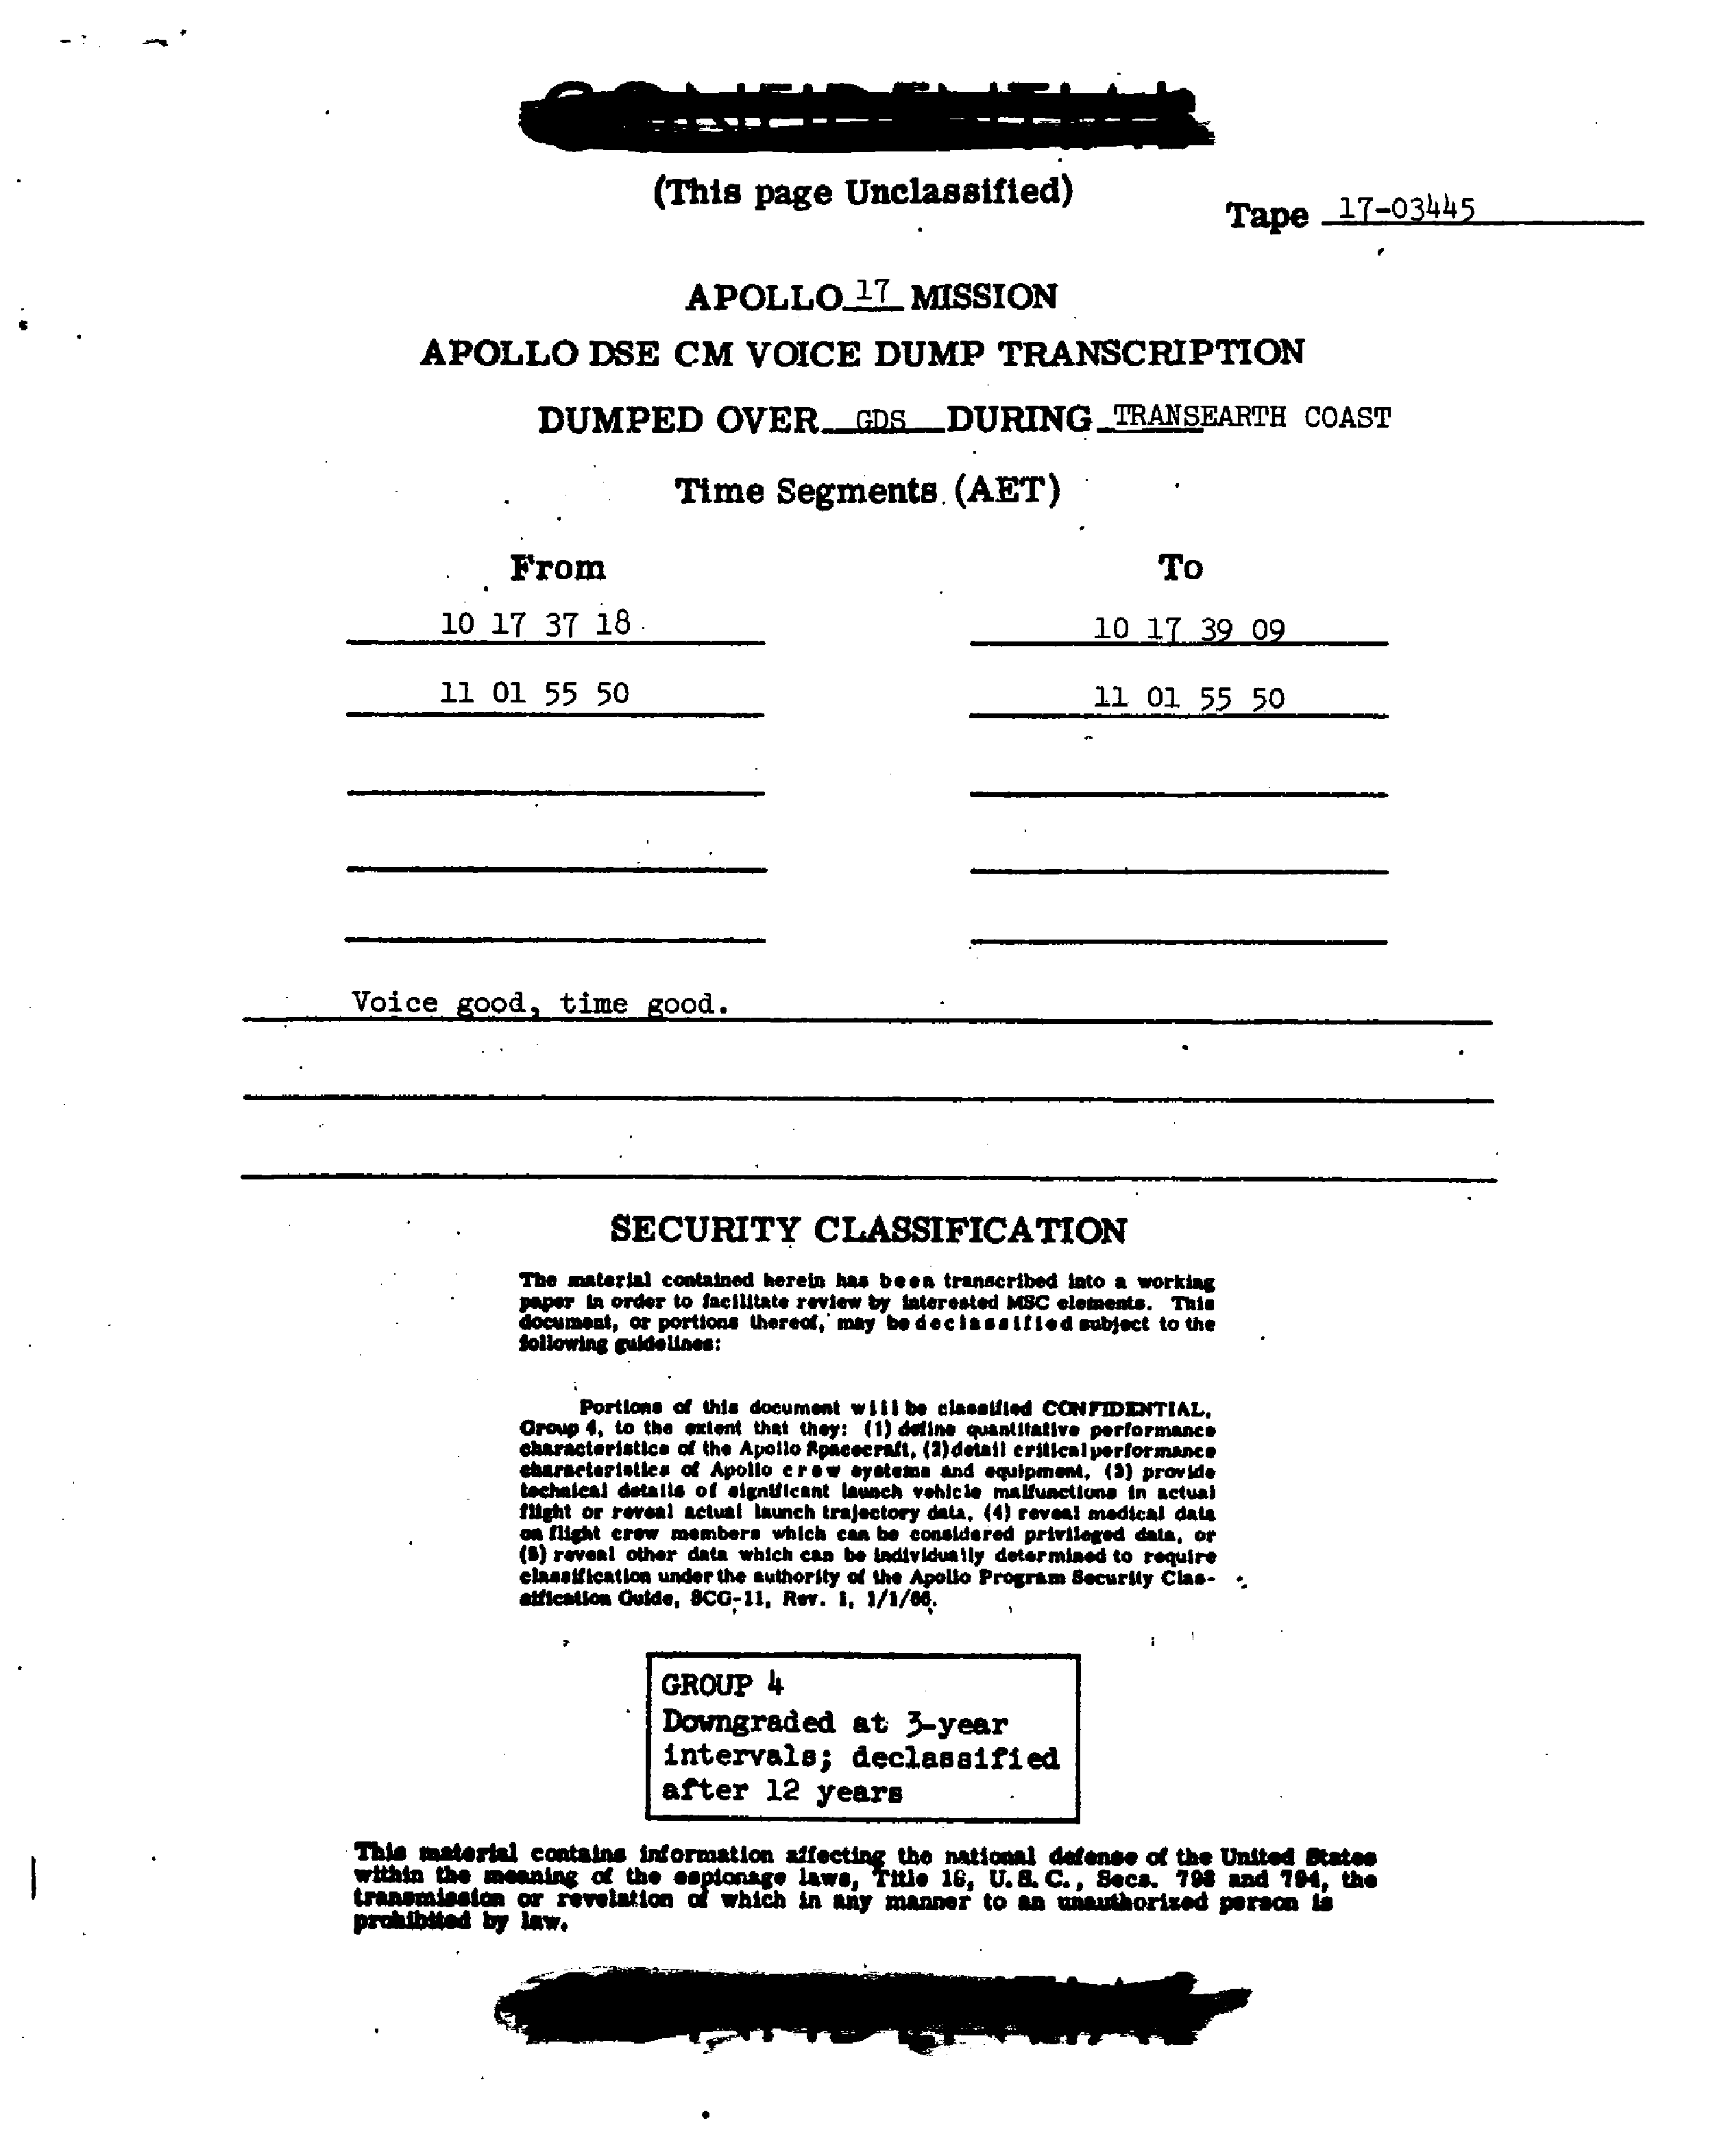 (This page Unclassified)
Tape 17-03445
APOLLO 17 MISSION
APOLLO DSE CM VOICE DUMP TRANSCRIPTION
DUMPED OVER GDS DURING TRANSEARTH COAST
Time Segments (AET)
From To
10 17 37 18 10 17 39 09
11 01 55 50 11 01 55 50
Voice good, time good.
SECURITY CLASSIFICATION
The material contained herein has been transcribed into a working
paper in order to facilitate review by interested MSC elements. This
document, or portions thereof, may be declassified subject to the
following guidelines:
Portions of this document will be classified CONFIDENTIAL,
Group 4, to the extent that they: (1) define quantitative performance
characteristics of the Apollo Spacecraft, (2) detail critical performance
characteristics of Apollo crew systems and equipment, (3) provide
technical details of significant launch vehicle malfunctions in actual
flight or reveal actual launch trajectory data, (4) reveal medical data
on flight crew members which can be considered privileged data, or
(5) reveal other data which can be individually determined to require
classification under the authority of the Apollo Program Security Clas-
sification Guide, SCG-11, Rev. 1, 1/1/66.
GROUP 4
Downgraded at 3-year
intervals; declassified
after 12 years
This material contains information affecting the national defense of the United States
within the meaning of the espionage laws, Title 18, U.S.C., Secs. 793 and 794, the
transmission or revelation of which in any manner to an unauthorized person is
prohibited by law.